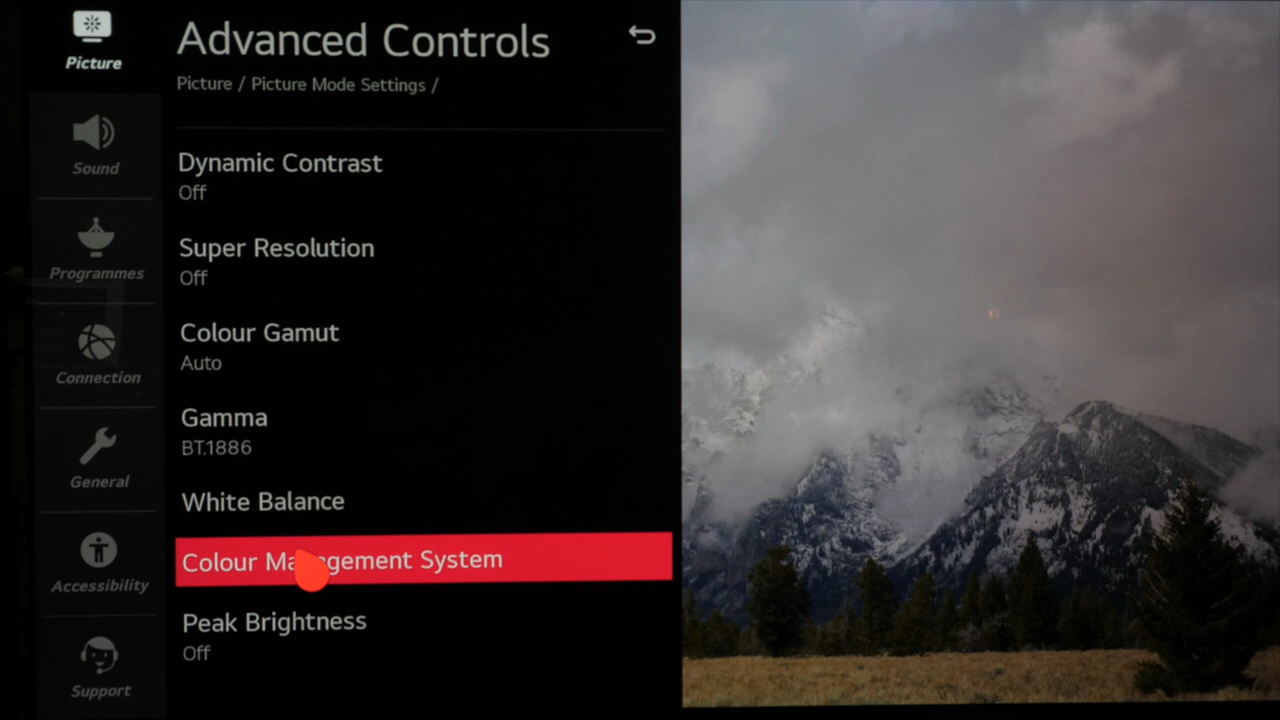 Picture
Sound
Programmes
Connection
General
Accessibility
Support
Advanced Controls
Picture / Picture Mode Settings /
Dynamic Contrast
Off
Super Resolution
Off
Colour Gamut
Auto
Gamma
BT.1886
White Balance
Colour Management System
Peak Brightness
Off